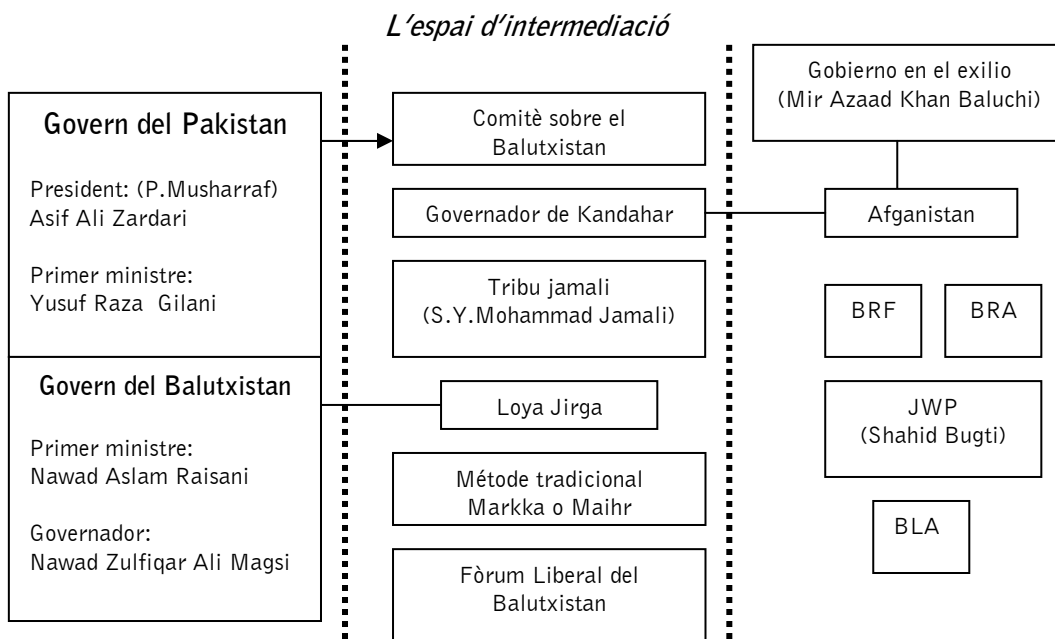 L'espai d'intermediació
Govern del Pakistan
President: (P.Musharraf)
Asif Ali Zardari
Primer ministre:
Yusuf Raza Gilani
Govern del Balutxistan
Primer ministre:
Nawad Aslam Raisani
Governador:
Nawad Zulfiqar Ali Magsi
Comitè sobre el
Balutxistan
Governador de Kandahar
Tribu jamali
(S.Y.Mohammad Jamali)
Loya Jirga
Métode tradicional
Markka o Maihr
Fòrum Liberal del
Balutxistan
Gobierno en el exilio
(Mir Azaad Khan Baluchi)
Afganistan
BRF
BRA
JWP
(Shahid Bugti)
BLA